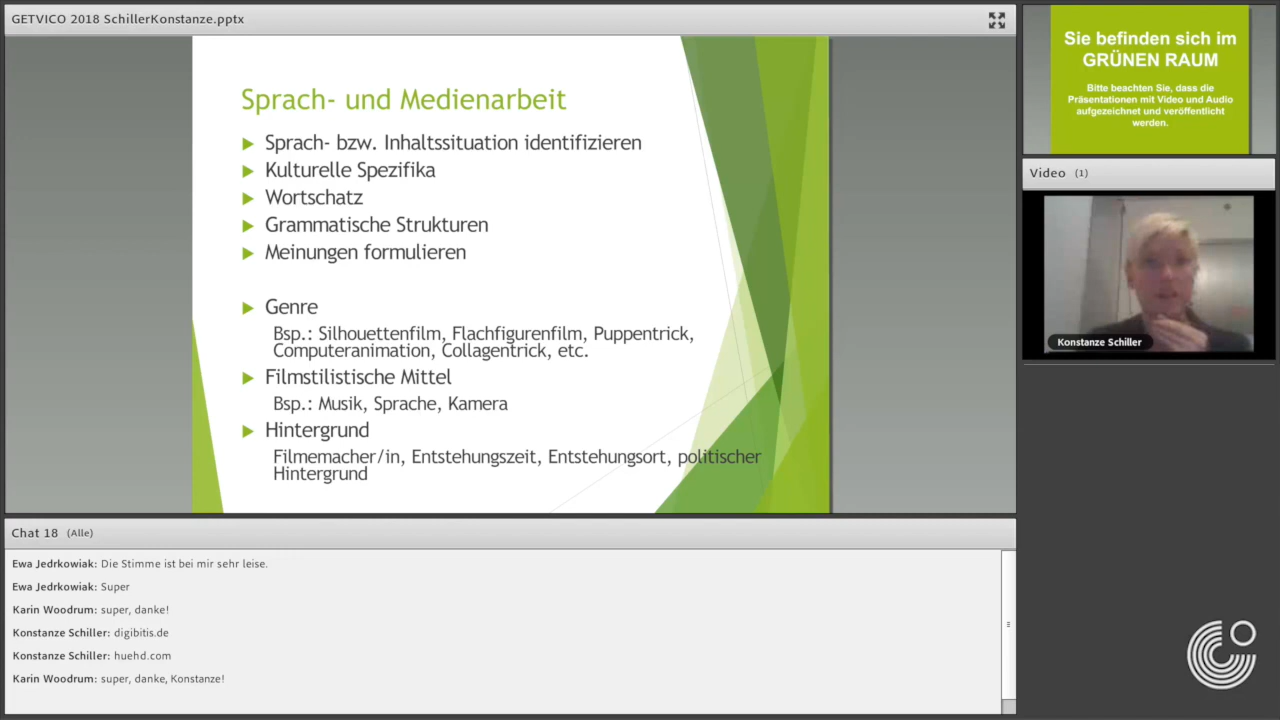 GETVICO 2018 SchillerKonstanze.pptx
Sprach- und Medienarbeit
Sprach- bzw. Inhaltssituation identifizieren
Kulturelle Spezifika
Wortschatz
Grammatische Strukturen
Meinungen formulieren
Genre
Bsp.: Silhouettenfilm, Flachfigurenfilm, Puppentrick,
Computeranimation, Collagentrick, etc.
Filmstilistische Mittel
Bsp.: Musik, Sprache, Kamera
Hintergrund
Filmemacher/in, Entstehungszeit, Entstehungsort, politischer
Hintergrund
Sie befinden sich im
GRÜNEN RAUM
Bitte beachten Sie, dass die
Präsentationen mit Video und Audio
aufgezeichnet und veröffentlicht
werden.
Video (1)
Konstanze Schiller
Chat 18 (Alle)
Ewa Jedrkowiak: Die Stimme ist bei mir sehr leise.
Ewa Jedrkowiak: Super
Karin Woodrum: super, danke!
Konstanze Schiller: digibitis.de
Konstanze Schiller: huehd.com
Karin Woodrum: super, danke, Konstanze!